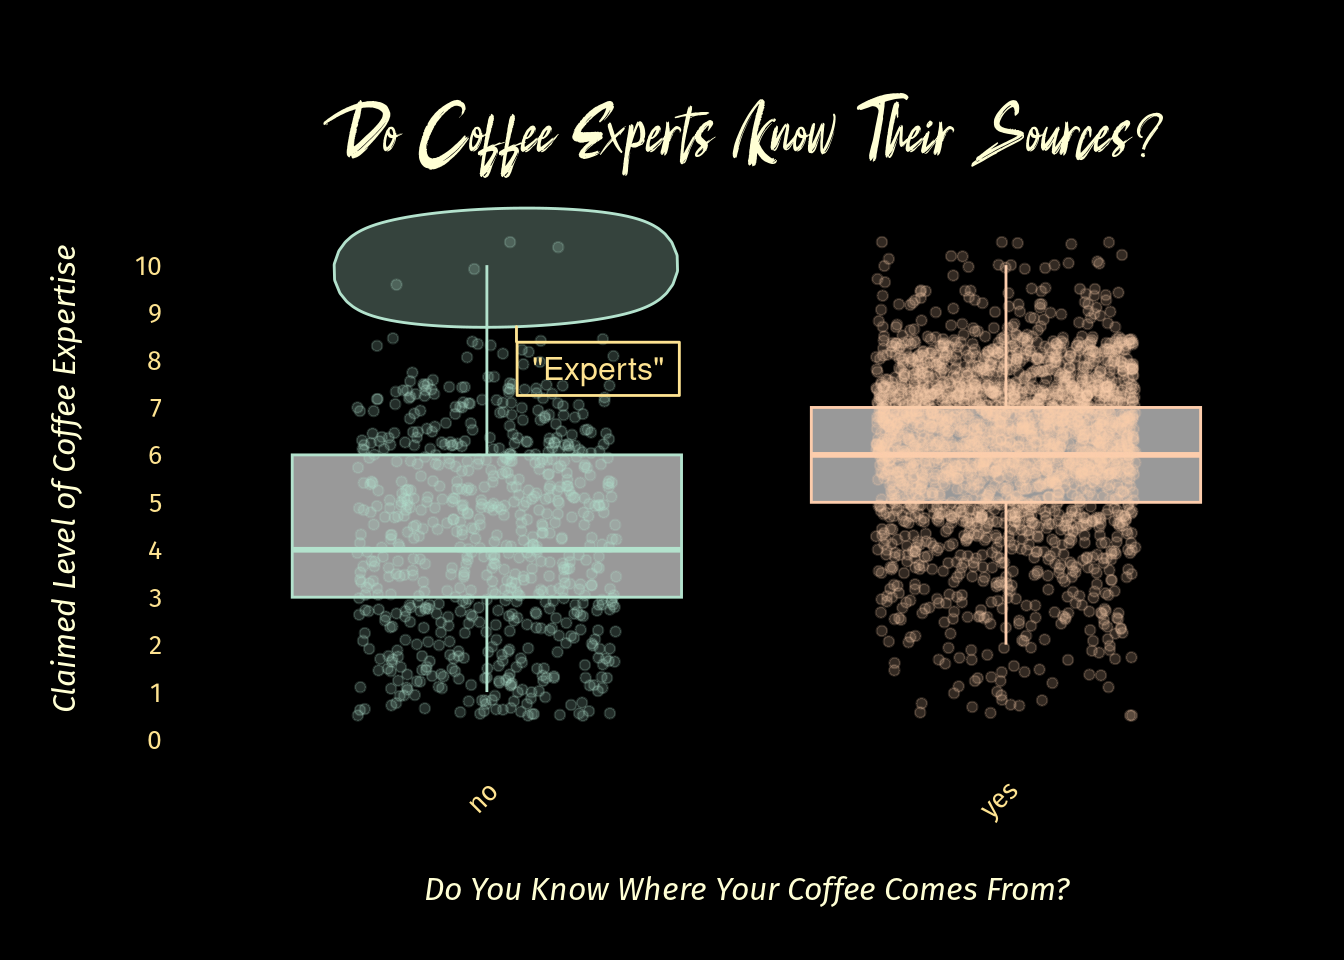 Do Coffee Experts Know Their Sources?
Claimed Level of Coffee Expertise
10
9
8
7
6
5
4
3
2
1
0
"Experts"
no
yes
Do You Know Where Your Coffee Comes From?